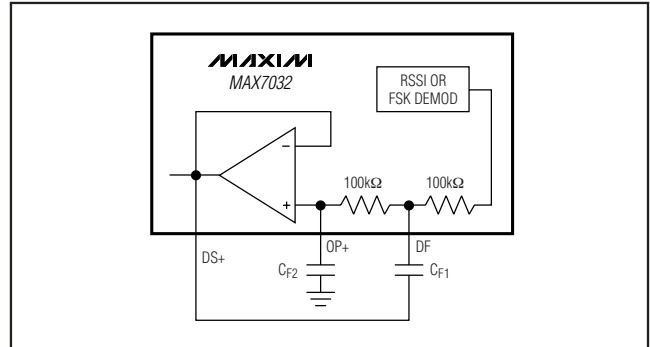 MAXIM
MAX7032
RSSI OR
FSK DEMOD
−
100kΩ
100kΩ
+
DS+
OP+
DF
CF2
CF1